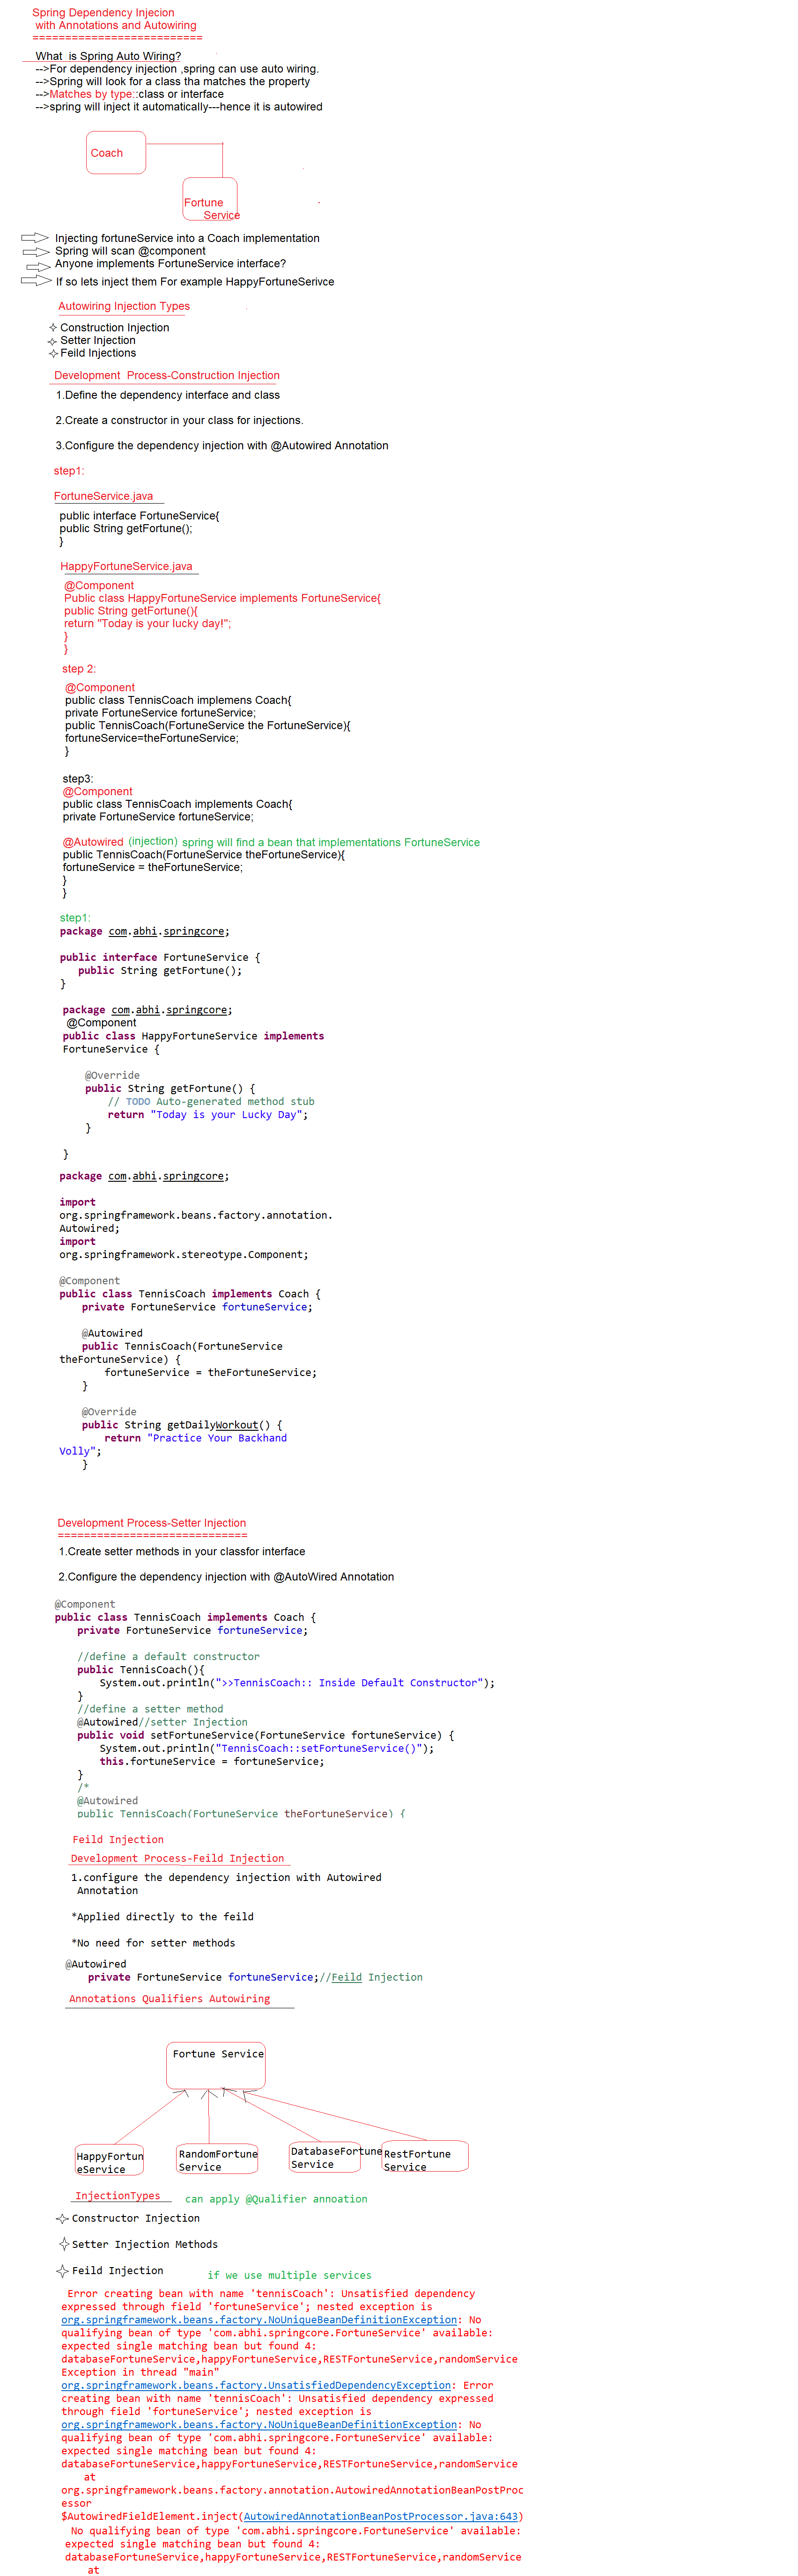 Spring Dependency Injecion
with Annotations and Autowiring
==========================
What  is Spring Auto Wiring?
-->For dependency injection ,spring can use auto wiring.
-->Spring will look for a class tha matches the property
-->Matches by type::class or interface
-->spring will inject it automatically---hence it is autowired
Coach
Fortune
Service
Injecting fortuneService into a Coach implementation
Spring will scan @component
Anyone implements FortuneService interface?
If so lets inject them For example HappyFortuneSerivce
Autowiring Injection Types
Construction Injection
Setter Injection
Feild Injections
Development  Process-Construction Injection
1.Define the dependency interface and class
2.Create a constructor in your class for injections.
3.Configure the dependency injection with @Autowired Annotation
step1:
FortuneService.java
public interface FortuneService{
public String getFortune();
}
HappyFortuneService.java
@Component
Public class HappyFortuneService implements FortuneService{
public String getFortune(){
return "Today is your lucky day!";
}
}
step 2:
@Component
public class TennisCoach implemens Coach{
private FortuneService fortuneService;
public TennisCoach(FortuneService the FortuneService){
fortuneService=theFortuneService;
}
step3:
@Component
public class TennisCoach implements Coach{
private FortuneService fortuneService;
@Autowired (injection) spring will find a bean that implementations FortuneService
public TennisCoach(FortuneService theFortuneService){
fortuneService = theFortuneService;
}
}
step1:
package com.abhi.springcore;
public interface FortuneService {
public String getFortune();
}
package com.abhi.springcore;
@Component
public class HappyFortuneService implements
FortuneService {
@Override
public String getFortune() {
// TODO Auto-generated method stub
return "Today is your Lucky Day";
}
}
package com.abhi.springcore;
import
org.springframework.beans.factory.annotation.
Autowired;
import
org.springframework.stereotype.Component;
@Component
public class TennisCoach implements Coach {
private FortuneService fortuneService;
@Autowired
public TennisCoach(FortuneService
theFortuneService) {
fortuneService = theFortuneService;
}
@Override
public String getDailyWorkout() {
return "Practice Your Backhand
Volly";
}
Development Process-Setter Injection
=============================
1.Create setter methods in your classfor interface
2.Configure the dependency injection with @AutoWired Annotation
@Component
public class TennisCoach implements Coach {
private FortuneService fortuneService;
//define a default constructor
public TennisCoach(){
System.out.println(">>TennisCoach:: Inside Default Constructor");
}
//define a setter method
@Autowired//setter Injection
public void setFortuneService(FortuneService fortuneService) {
System.out.println("TennisCoach::setFortuneService()");
this.fortuneService = fortuneService;
}
/*
@Autowired
public TennisCoach(FortuneService theFortuneService) {
Feild Injection
Development Process-Feild Injection
1.configure the dependency injection with Autowired
Annotation
*Applied directly to the feild
*No need for setter methods
@Autowired
private FortuneService fortuneService;//Feild Injection
Annotations Qualifiers Autowiring
Fortune Service
HappyFortun
eService
RandomFortune
Service
DatabaseFortune
Service
RestFortune
Service
InjectionTypes can apply @Qualifier annoation
Constructor Injection
Setter Injection Methods
Feild Injection if we use multiple services
Error creating bean with name 'tennisCoach': Unsatisfied dependency
expressed through field 'fortuneService'; nested exception is
org.springframework.beans.factory.NoUniqueBeanDefinitionException: No
qualifying bean of type 'com.abhi.springcore.FortuneService' available:
expected single matching bean but found 4:
databaseFortuneService,happyFortuneService,RESTFortuneService,randomService
Exception in thread "main"
org.springframework.beans.factory.UnsatisfiedDependencyException: Error
creating bean with name 'tennisCoach': Unsatisfied dependency expressed
through field 'fortuneService'; nested exception is
org.springframework.beans.factory.NoUniqueBeanDefinitionException: No
qualifying bean of type 'com.abhi.springcore.FortuneService' available:
expected single matching bean but found 4:
databaseFortuneService,happyFortuneService,RESTFortuneService,randomService
at
org.springframework.beans.factory.annotation.AutowiredAnnotationBeanPostProc
essor
$AutowiredFieldElement.inject(AutowiredAnnotationBeanPostProcessor.java:643)
No qualifying bean of type 'com.abhi.springcore.FortuneService' available:
expected single matching bean but found 4:
databaseFortuneService,happyFortuneService,RESTFortuneService,randomService
at